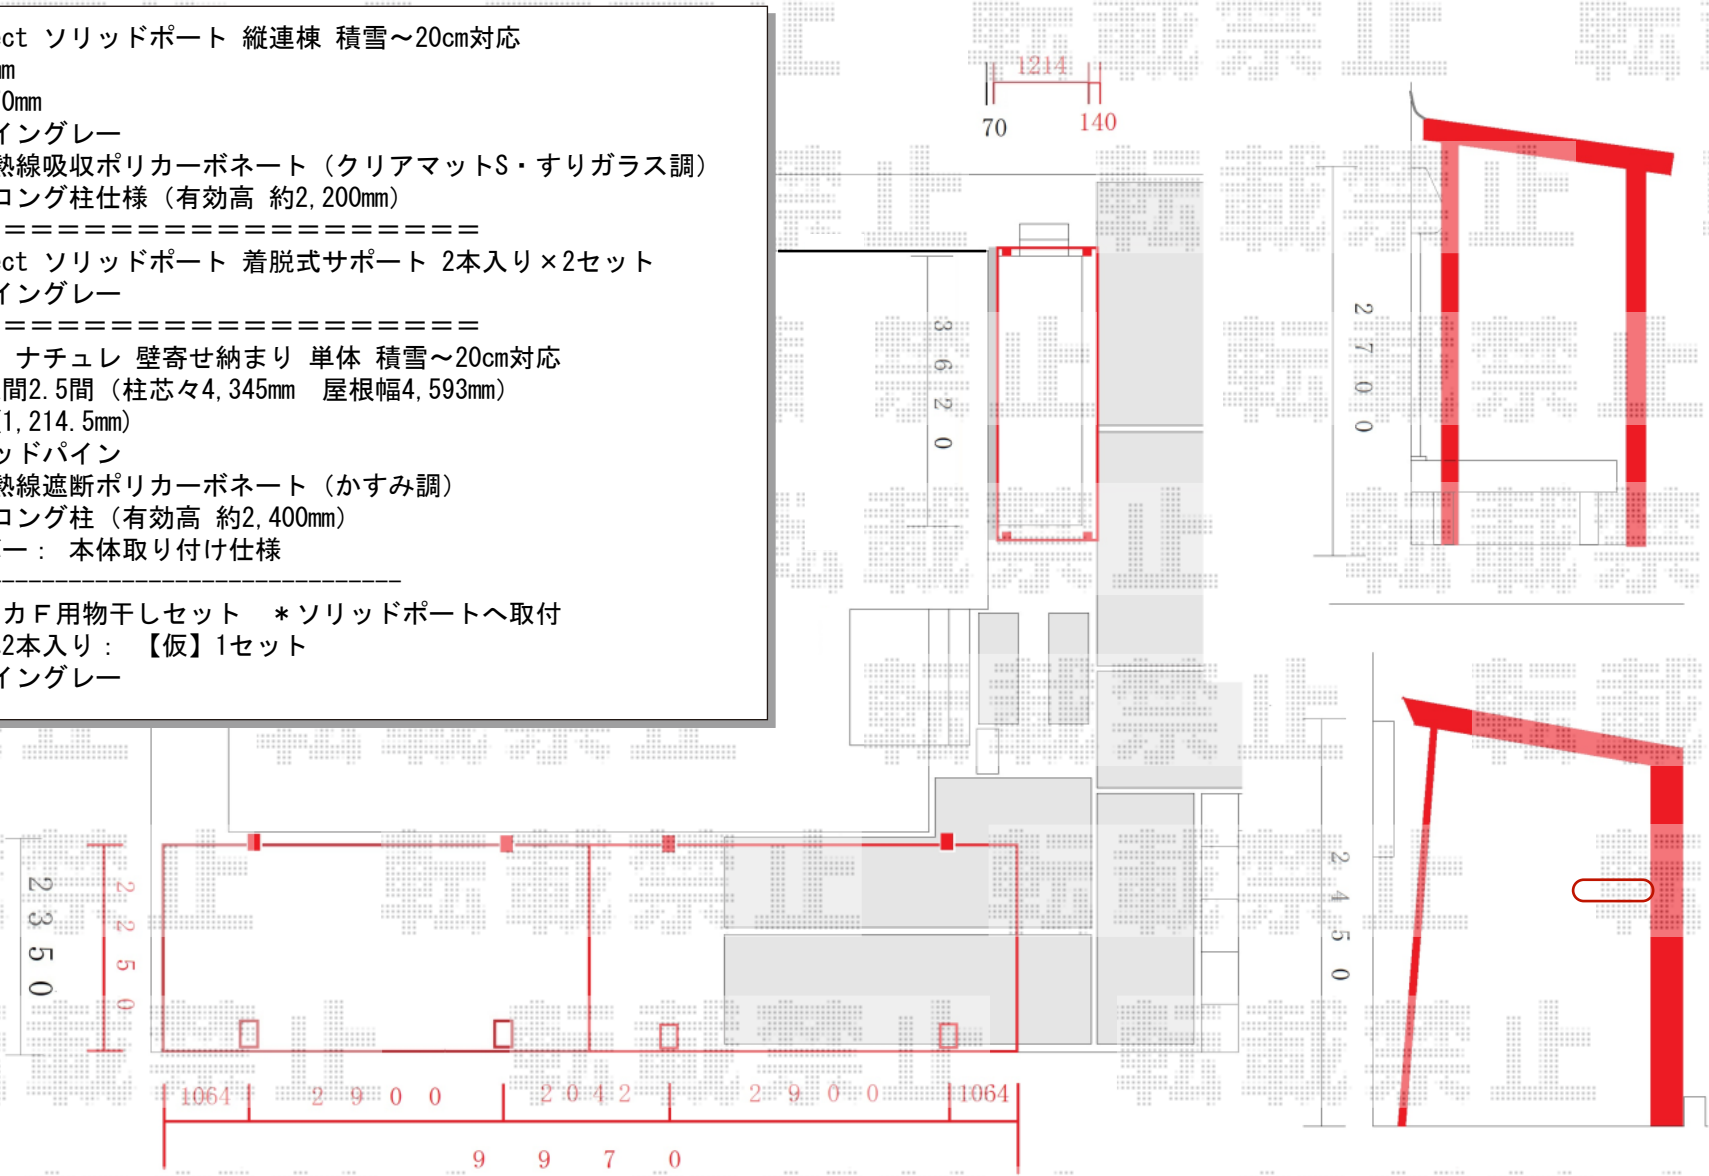 ct ソリッドポート 縦連棟 積雪～20cm対応
mm
0mm
イングレー
熱線吸収ポリカーボネート（クリアマットS・すりガラス調）
ロング柱仕様（有効高 約2,200mm）
＝＝＝＝＝＝＝＝＝＝＝＝＝＝＝＝＝＝
ct ソリッドポート 着脱式サポート 2本入り×2セット
イングレー
＝＝＝＝＝＝＝＝＝＝＝＝＝＝＝＝＝＝
ナチュレ 壁寄せ納まり 単体 積雪～20cm対応
間2.5間（柱芯々4,345mm　屋根幅4,593mm）
(1,214.5mm)
ッドパイン
熱線遮断ポリカーボネート（かすみ調）
ロング柱（有効高 約2,400mm）
ー： 本体取り付け仕様
------------------------------
カＦ用物干しセット　＊ソリッドポートへ取付
2本入り： 【仮】1セット
イングレー
1214
70
140
3620
2700
2450
2350
2250
1064
2900
2042
2900
1064
9970
転載禁止